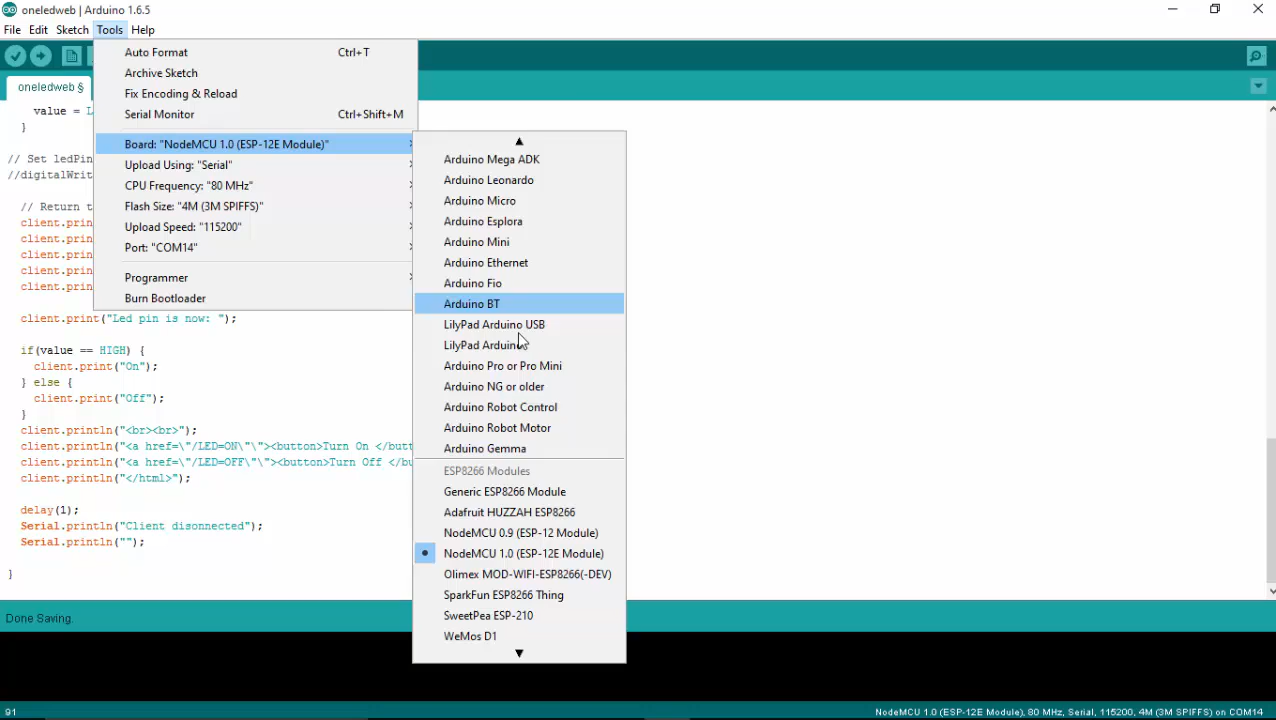 oneledweb | Arduino 1.6.5
File Edit Sketch Tools Help
oneledweb §
Auto Format Ctrl+T
Archive Sketch
Fix Encoding & Reload
Serial Monitor Ctrl+Shift+M
Board: "NodeMCU 1.0 (ESP-12E Module)"
Upload Using: "Serial"
CPU Frequency: "80 MHz"
Flash Size: "4M (3M SPIFFS)"
Upload Speed: "115200"
Port: "COM14"
Programmer
Burn Bootloader
Arduino Mega ADK
Arduino Leonardo
Arduino Micro
Arduino Esplora
Arduino Mini
Arduino Ethernet
Arduino Fio
Arduino BT
LilyPad Arduino USB
LilyPad Arduino
Arduino Pro or Pro Mini
Arduino NG or older
Arduino Robot Control
Arduino Robot Motor
Arduino Gemma
ESP8266 Modules
Generic ESP8266 Module
Adafruit HUZZAH ESP8266
NodeMCU 0.9 (ESP-12 Module)
NodeMCU 1.0 (ESP-12E Module)
Olimex MOD-WIFI-ESP8266(-DEV)
SparkFun ESP8266 Thing
SweetPea ESP-210
WeMos D1
value = L
}
// Set ledPin
//digitalWrit
// Return t
client.prin
client.prin
client.prin
client.prin
client.prin
client.print("Led pin is now: ");
if(value == HIGH) {
client.print("On");
} else {
client.print("Off");
}
client.println("<br><br>");
client.println("<a href=\"/LED=ON\"\"><button>Turn On </butt
client.println("<a href=\"/LED=OFF\"\"><button>Turn Off </bu
client.println("</html>");
delay(1);
Serial.println("Client disonnected");
Serial.println("");
}
Done Saving.
91
NodeMCU 1.0 (ESP-12E Module), 80 MHz, Serial, 115200, 4M (3M SPIFFS) on COM14